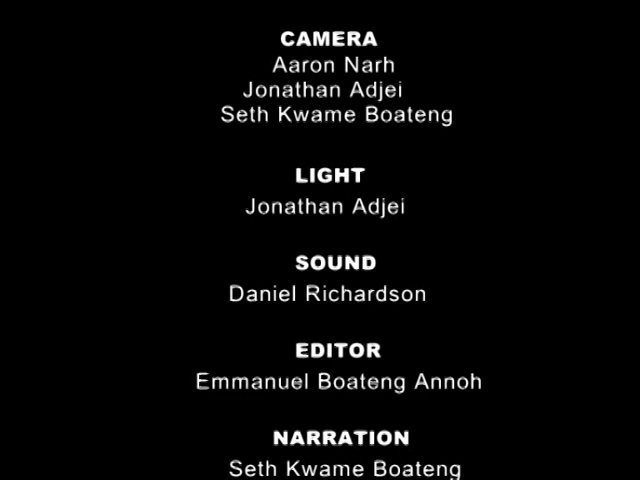 CAMERA
Aaron Narh
Jonathan Adjei
Seth Kwame Boateng
LIGHT
Jonathan Adjei
SOUND
Daniel Richardson
EDITOR
Emmanuel Boateng Annoh
NARRATION
Seth Kwame Boateng